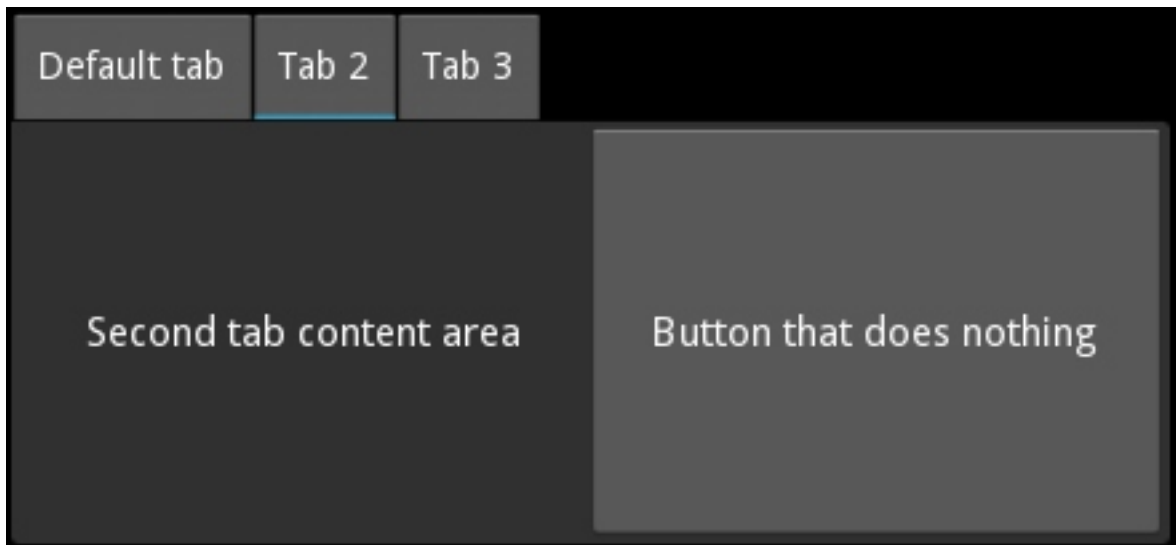 Default tab
Tab 2
Tab 3
Second tab content area
Button that does nothing